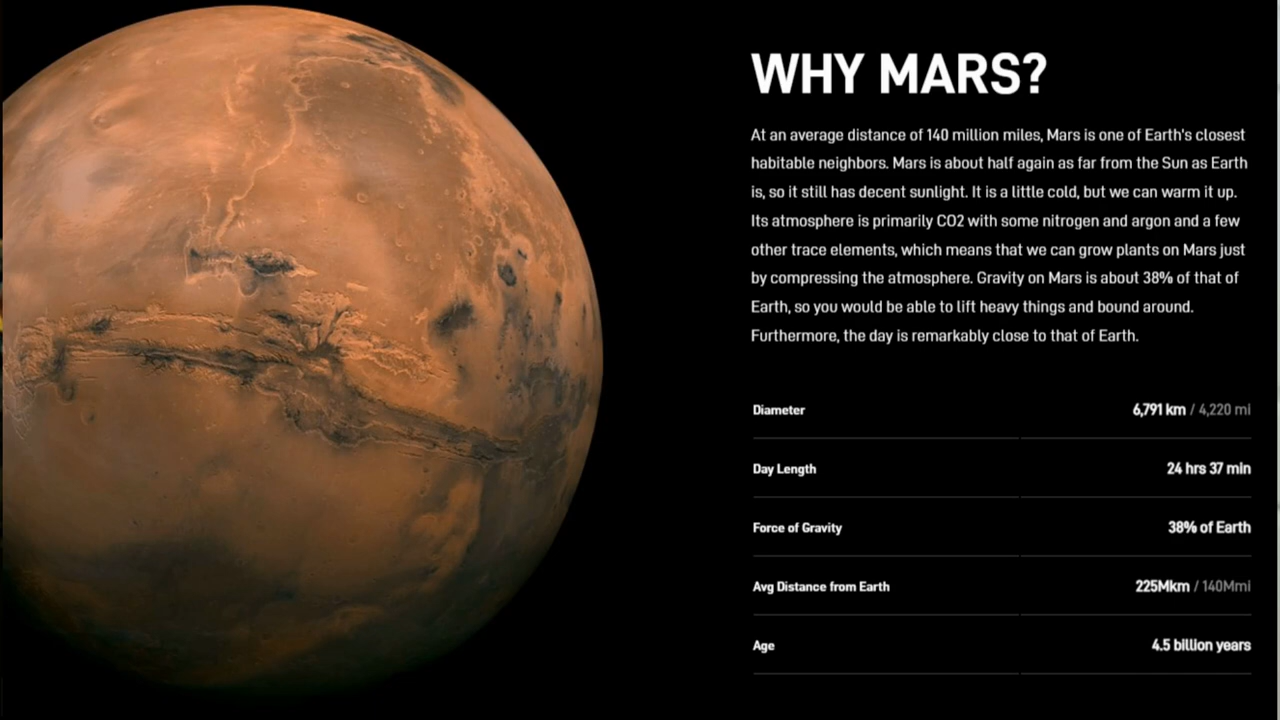 WHY MARS?
At an average distance of 140 million miles, Mars is one of Earth's closest
habitable neighbors. Mars is about half again as far from the Sun as Earth
is, so it still has decent sunlight. It is a little cold, but we can warm it up.
Its atmosphere is primarily CO2 with some nitrogen and argon and a few
other trace elements, which means that we can grow plants on Mars just
by compressing the atmosphere. Gravity on Mars is about 38% of that of
Earth, so you would be able to lift heavy things and bound around.
Furthermore, the day is remarkably close to that of Earth.
Diameter 6,791 km / 4,220 mi
Day Length 24 hrs 37 min
Force of Gravity 38% of Earth
Avg Distance from Earth 225Mkm / 140Mmi
Age 4.5 billion years